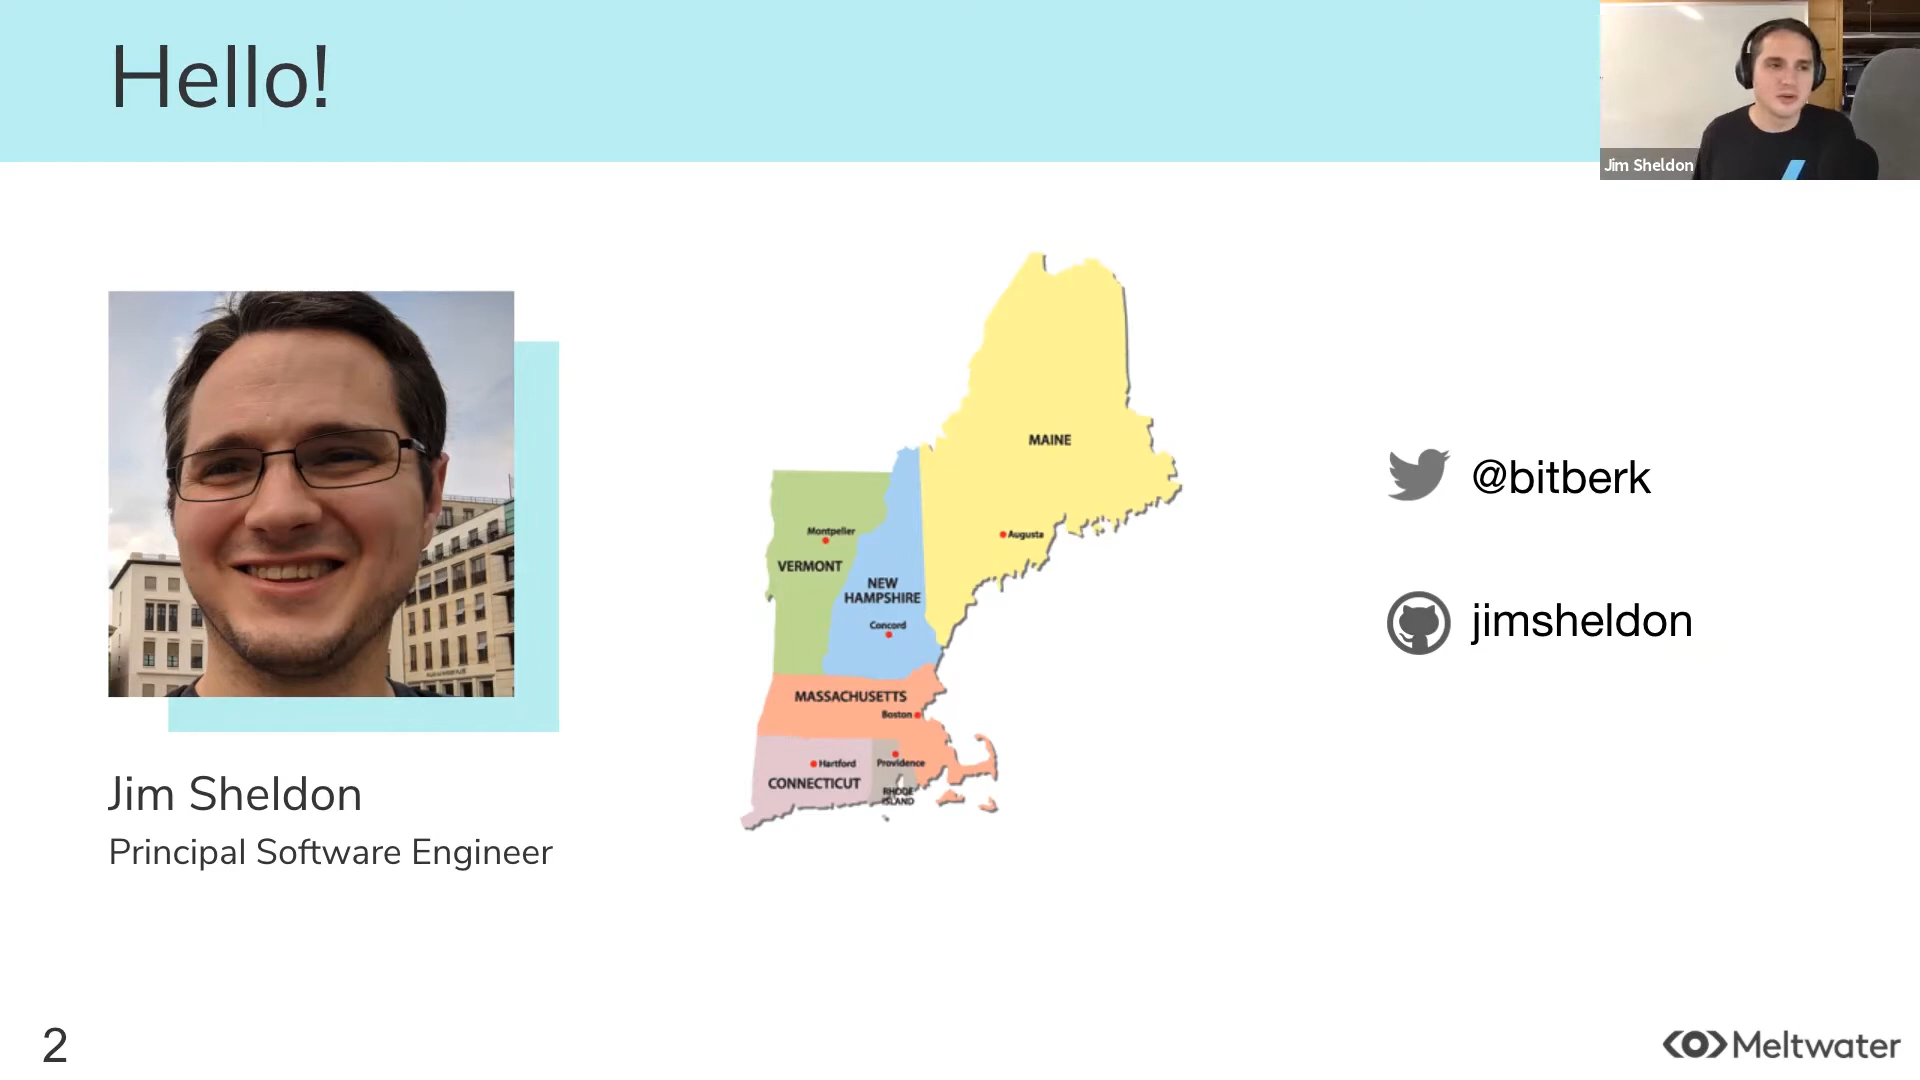 Hello!
Jim Sheldon
MAINE
Montpelier
Augusta
VERMONT
NEW
HAMPSHIRE
Concord
MASSACHUSETTS
Boston
Hartford
Providence
CONNECTICUT
RHODE
ISLAND
@bitberk
jimsheldon
Jim Sheldon
Principal Software Engineer
2
Meltwater